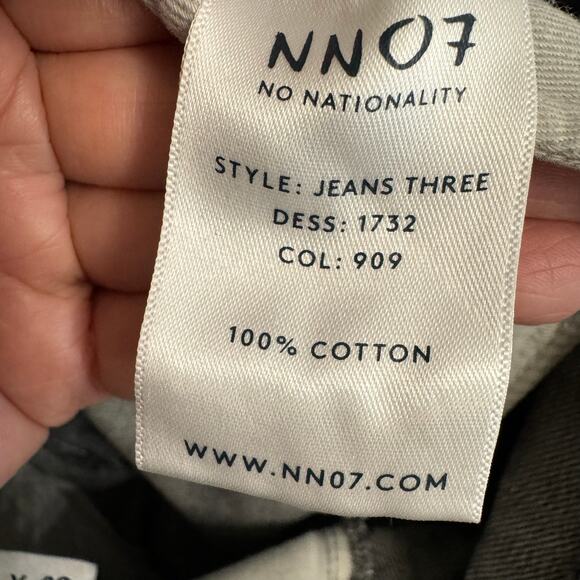 NN07
NO NATIONALITY
STYLE: JEANS THREE
DESS: 1732
COL: 909
100% COTTON
WWW.NN07.COM